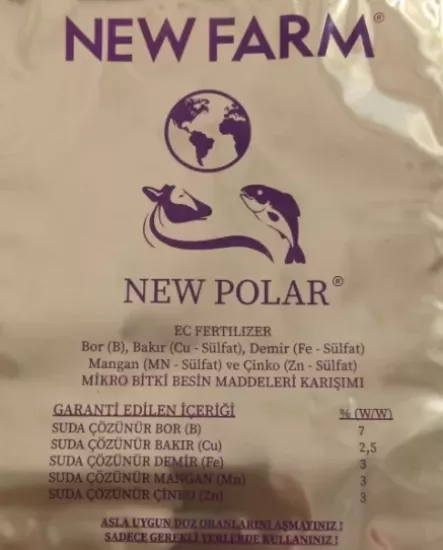 NEW FARM®
NEW POLAR®
EC FERTILIZER
Bor (B), Bakır (Cu - Sülfat), Demir (Fe - Sülfat)
Mangan (MN - Sülfat) ve Çinko (Zn - Sülfat)
MİKRO BİTKİ BESİN MADDELERİ KARIŞIMI
GARANTİ EDİLEN İÇERİĞİ % (W/W)
SUDA ÇÖZÜNÜR BOR (B) 7
SUDA ÇÖZÜNÜR BAKIR (Cu) 2,5
SUDA ÇÖZÜNÜR DEMİR (Fe) 3
SUDA ÇÖZÜNÜR MANGAN (Mn) 3
SUDA ÇÖZÜNÜR ÇİNKO (Zn) 3
ASLA UYGUN DOZ ORANLARINI AŞMAYINIZ !
SADECE GEREKLİ YERLERDE KULLANINIZ !